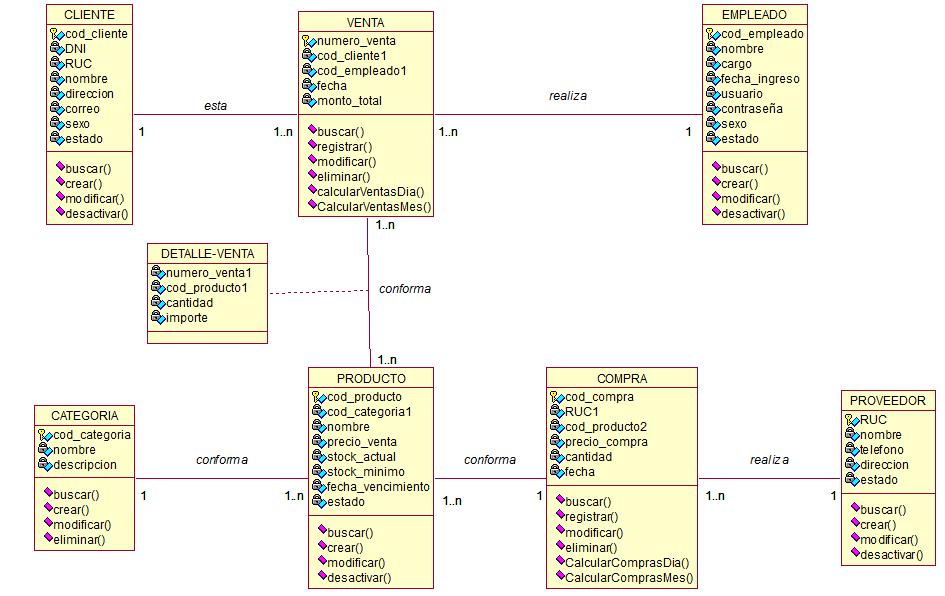 CLIENTE
cod_cliente
DNI
RUC
nombre
direccion
correo
sexo
estado
buscar()
crear()
modificar()
desactivar()
esta
1
1..n
VENTA
numero_venta
cod_cliente1
cod_empleado1
fecha
monto_total
buscar()
registrar()
modificar()
eliminar()
calcularVentasDia()
CalcularVentasMes()
realiza
1..n
1
EMPLEADO
cod_empleado
nombre
cargo
fecha_ingreso
usuario
contraseña
sexo
estado
buscar()
crear()
modificar()
desactivar()
1..n
DETALLE-VENTA
numero_venta1
cod_producto1
cantidad
importe
conforma
1..n
CATEGORIA
cod_categoria
nombre
descripcion
buscar()
crear()
modificar()
eliminar()
conforma
1
1..n
PRODUCTO
cod_producto
cod_categoria1
nombre
precio_venta
stock_actual
stock_minimo
fecha_vencimiento
estado
buscar()
crear()
modificar()
desactivar()
conforma
1..n
1
COMPRA
cod_compra
RUC1
cod_producto2
precio_compra
cantidad
fecha
buscar()
registrar()
modificar()
eliminar()
CalcularComprasDia()
CalcularComprasMes()
realiza
1..n
1
PROVEEDOR
RUC
nombre
telefono
direccion
estado
buscar()
crear()
modificar()
desactivar()